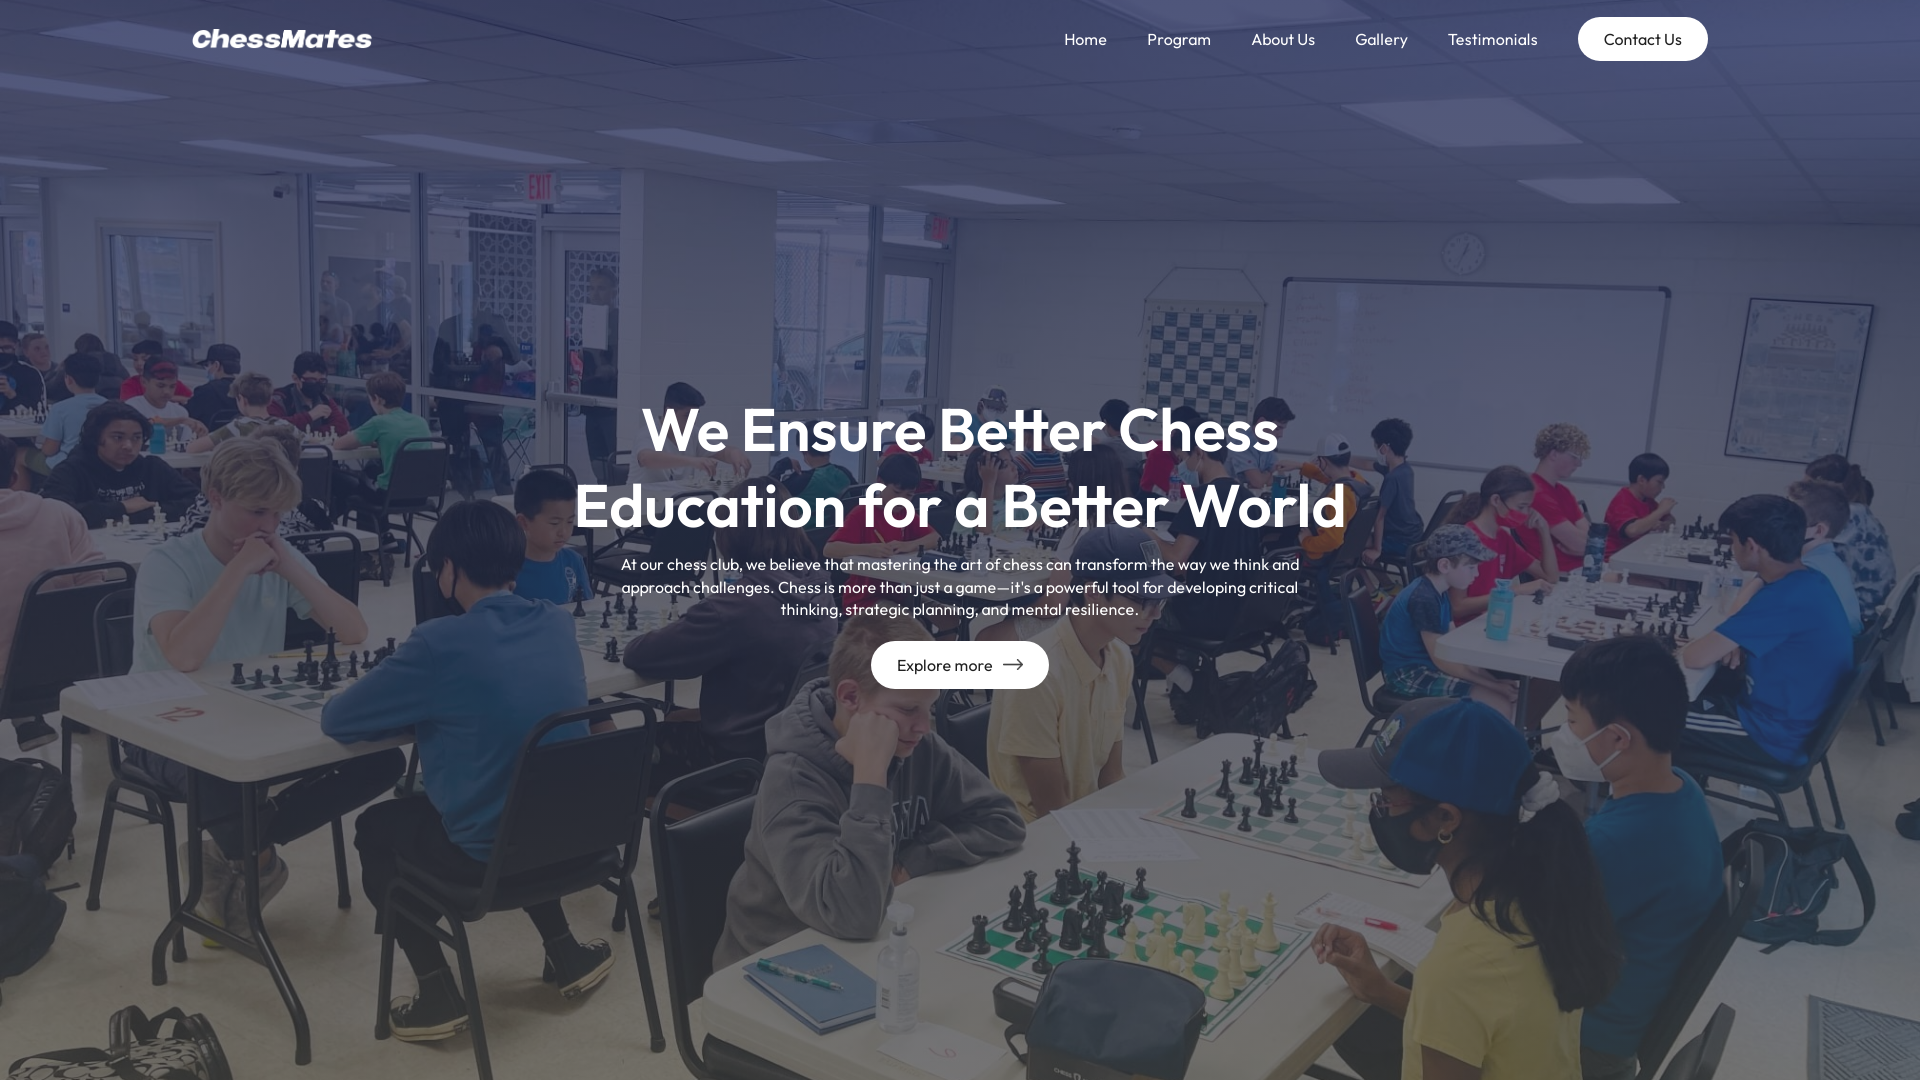 ChessMates
Home
Program
About Us
Gallery
Testimonials
Contact Us
EXIT
EXIT
We Ensure Better Chess
Education for a Better World
At our chess club, we believe that mastering the art of chess can transform the way we think and
approach challenges. Chess is more than just a game—it's a powerful tool for developing critical
thinking, strategic planning, and mental resilience.
Explore more
12